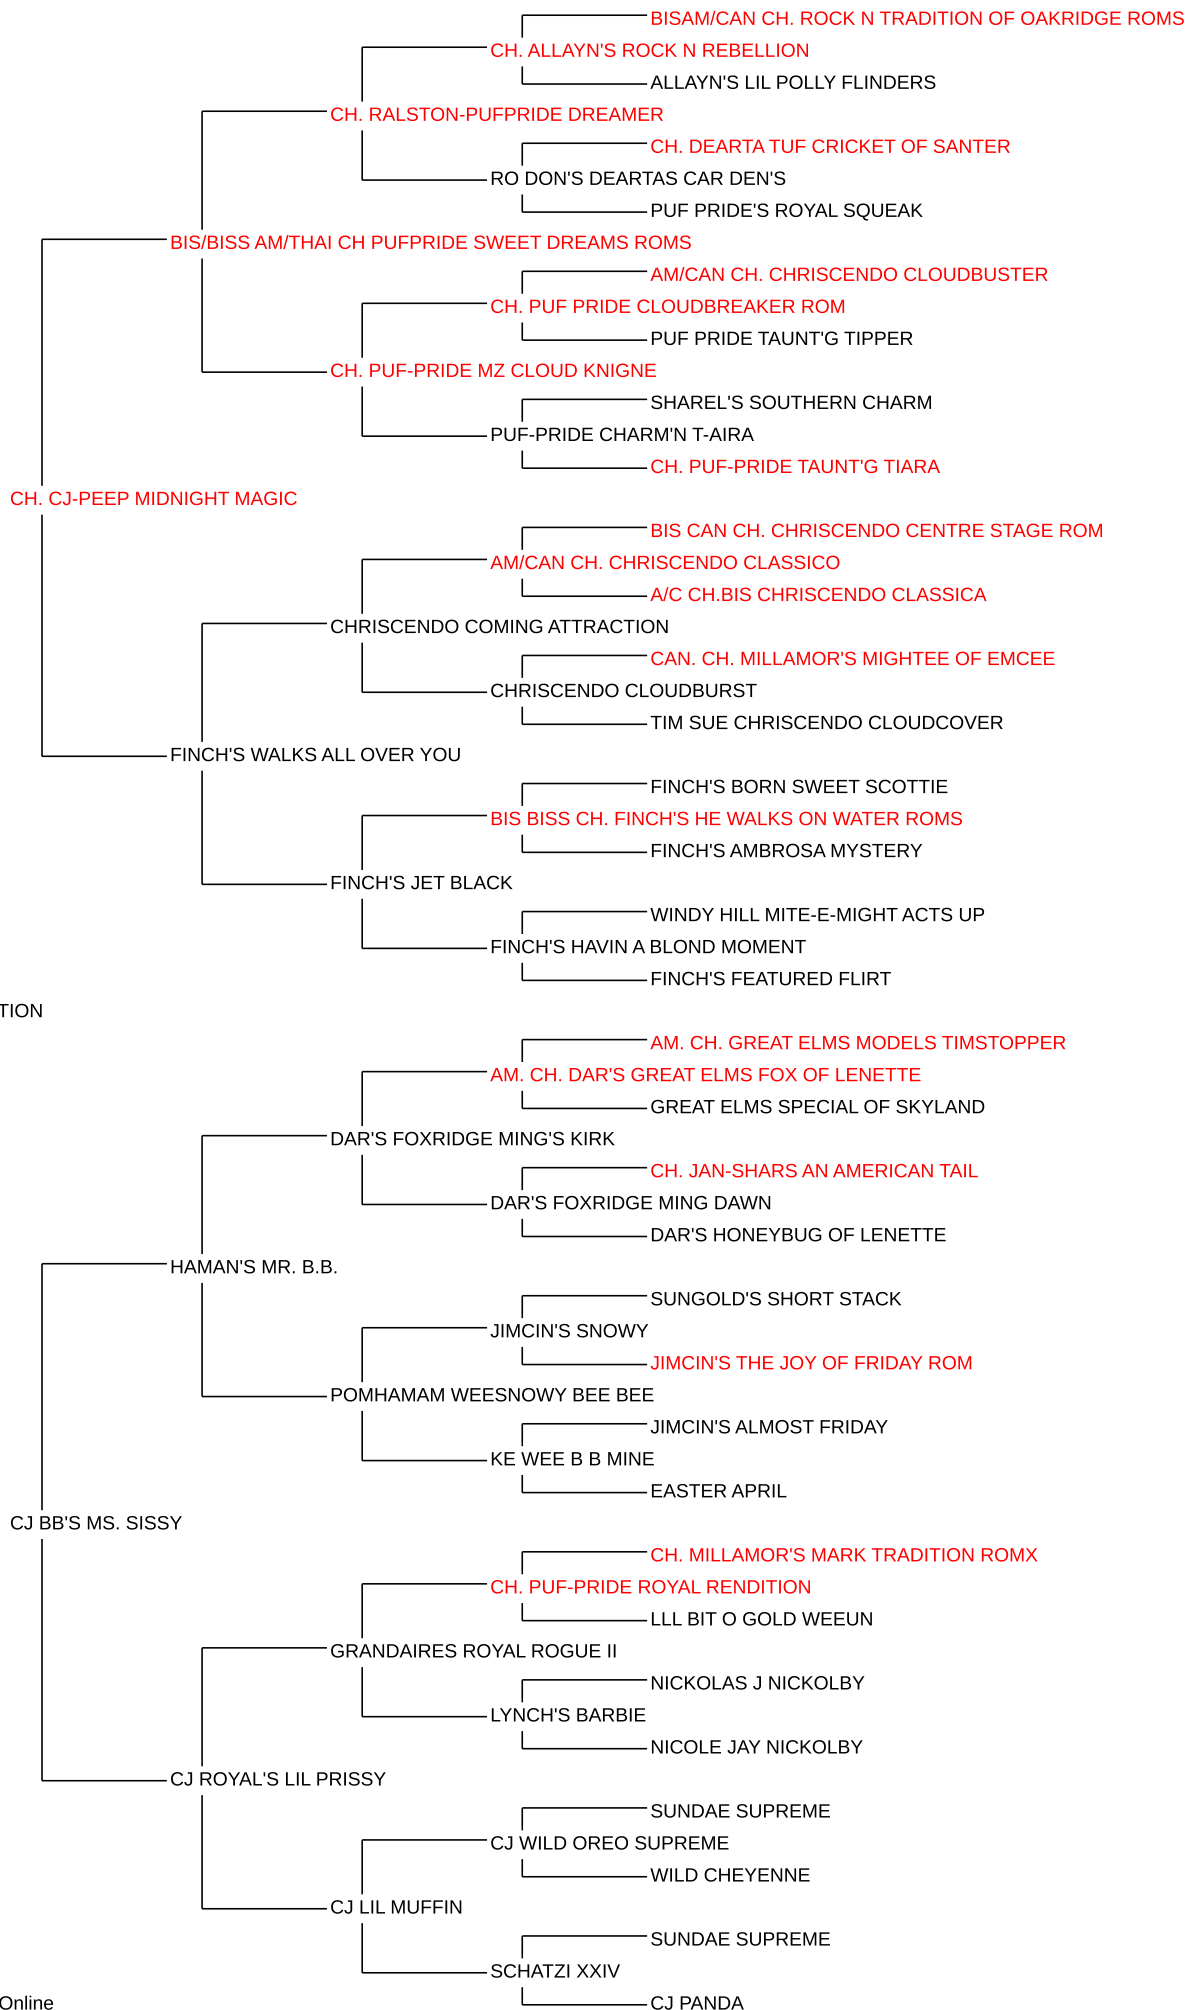 BISAM/CAN CH. ROCK N TRADITION OF OAKRIDGE ROMS
CH. ALLAYN'S ROCK N REBELLION
ALLAYN'S LIL POLLY FLINDERS
CH. RALSTON-PUFPRIDE DREAMER
CH. DEARTA TUF CRICKET OF SANTER
RO DON'S DEARTAS CAR DEN'S
PUF PRIDE'S ROYAL SQUEAK
BIS/BISS AM/THAI CH PUFPRIDE SWEET DREAMS ROMS
AM/CAN CH. CHRISCENDO CLOUDBUSTER
CH. PUF PRIDE CLOUDBREAKER ROM
PUF PRIDE TAUNT'G TIPPER
CH. PUF-PRIDE MZ CLOUD KNIGNE
SHAREL'S SOUTHERN CHARM
PUF-PRIDE CHARM'N T-AIRA
CH. PUF-PRIDE TAUNT'G TIARA
CH. CJ-PEEP MIDNIGHT MAGIC
BIS CAN CH. CHRISCENDO CENTRE STAGE ROM
AM/CAN CH. CHRISCENDO CLASSICO
A/C CH.BIS CHRISCENDO CLASSICA
CHRISCENDO COMING ATTRACTION
CAN. CH. MILLAMOR'S MIGHTEE OF EMCEE
CHRISCENDO CLOUDBURST
TIM SUE CHRISCENDO CLOUDCOVER
FINCH'S WALKS ALL OVER YOU
FINCH'S BORN SWEET SCOTTIE
BIS BISS CH. FINCH'S HE WALKS ON WATER ROMS
FINCH'S AMBROSA MYSTERY
FINCH'S JET BLACK
WINDY HILL MITE-E-MIGHT ACTS UP
FINCH'S HAVIN A BLOND MOMENT
FINCH'S FEATURED FLIRT
TION
AM. CH. GREAT ELMS MODELS TIMSTOPPER
AM. CH. DAR'S GREAT ELMS FOX OF LENETTE
GREAT ELMS SPECIAL OF SKYLAND
DAR'S FOXRIDGE MING'S KIRK
CH. JAN-SHARS AN AMERICAN TAIL
DAR'S FOXRIDGE MING DAWN
DAR'S HONEYBUG OF LENETTE
HAMAN'S MR. B.B.
SUNGOLD'S SHORT STACK
JIMCIN'S SNOWY
JIMCIN'S THE JOY OF FRIDAY ROM
POMHAMAM WEESNOWY BEE BEE
JIMCIN'S ALMOST FRIDAY
KE WEE B B MINE
EASTER APRIL
CJ BB'S MS. SISSY
CH. MILLAMOR'S MARK TRADITION ROMX
CH. PUF-PRIDE ROYAL RENDITION
LLL BIT O GOLD WEEUN
GRANDAIRES ROYAL ROGUE II
NICKOLAS J NICKOLBY
LYNCH'S BARBIE
NICOLE JAY NICKOLBY
CJ ROYAL'S LIL PRISSY
SUNDAE SUPREME
CJ WILD OREO SUPREME
WILD CHEYENNE
CJ LIL MUFFIN
SUNDAE SUPREME
SCHATZI XXIV
CJ PANDA
Online